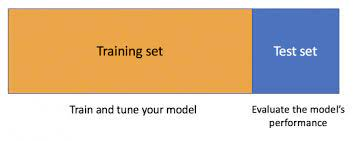 Training set
Test set
Train and tune your model
Evaluate the model's
performance